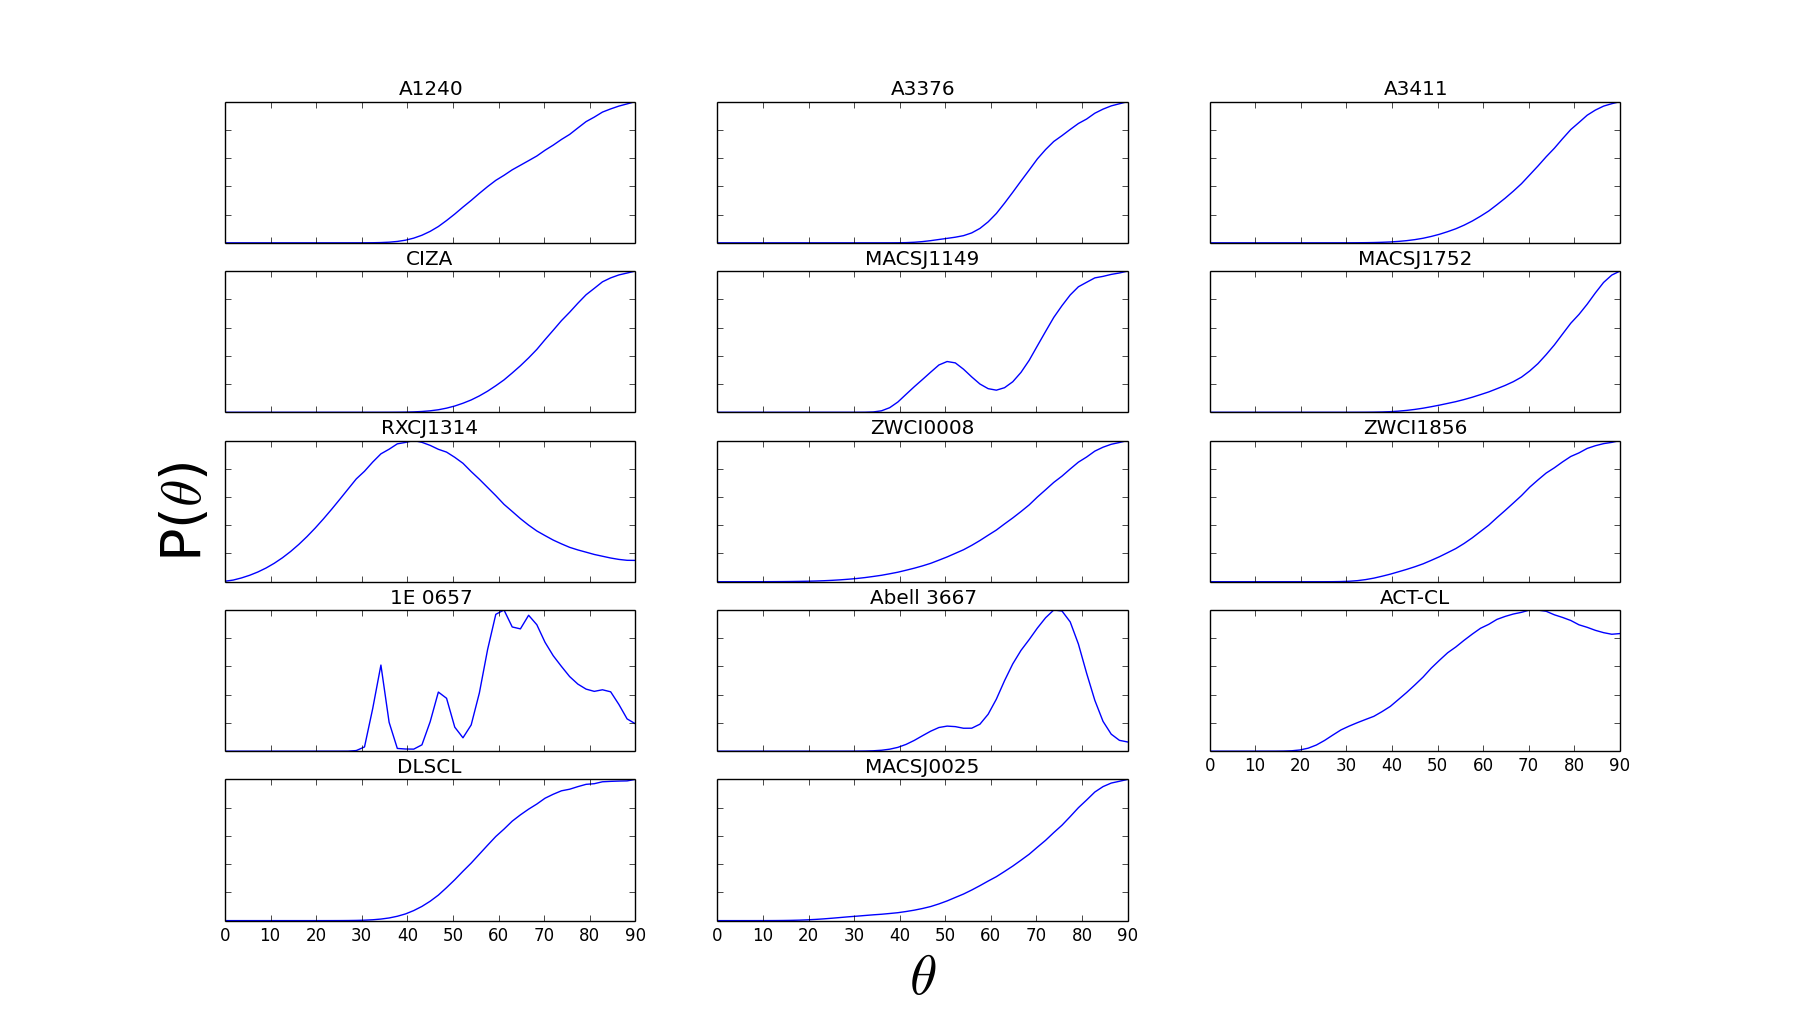 A1240 A3376 A3411
CIZA MACSJ1149 MACSJ1752
RXCJ1314 ZWCI0008 ZWCI1856
P(θ)
1E 0657 Abell 3667 ACT-CL
0 10 20 30 40 50 60 70 80 90
DLSCL MACSJ0025
0 10 20 30 40 50 60 70 80 90 0 10 20 30 40 50 60 70 80 90
θ